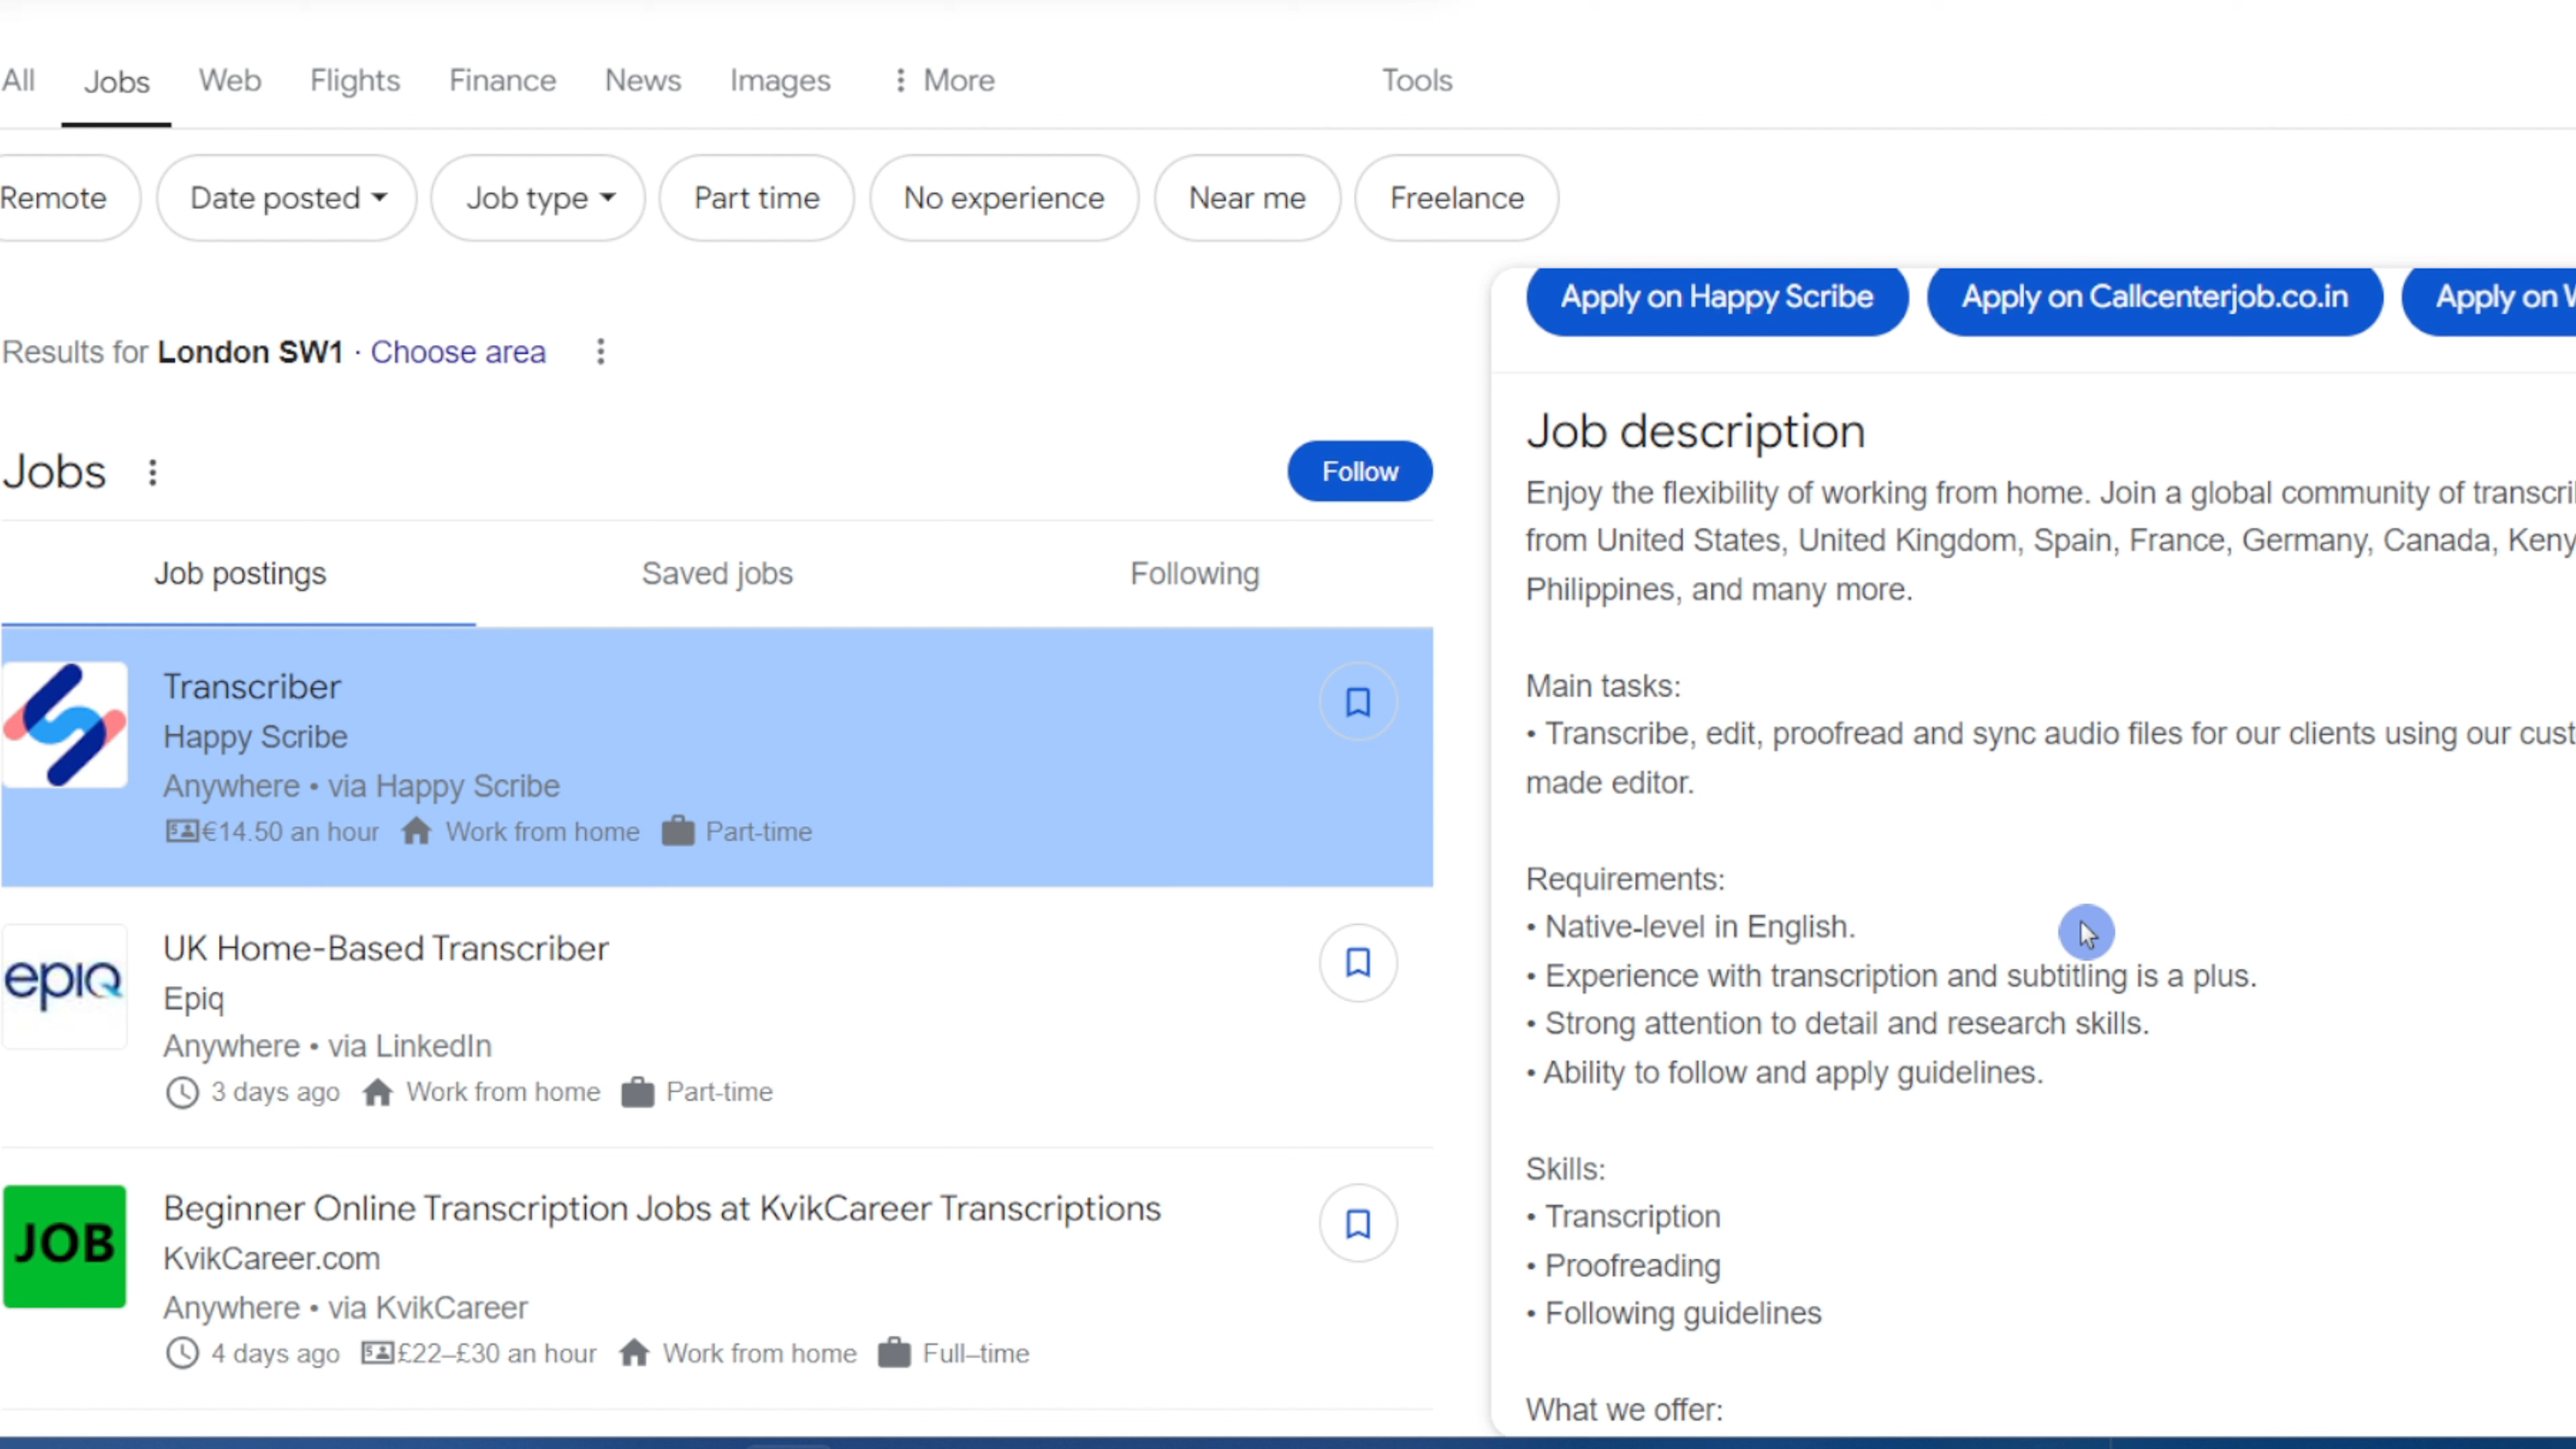 All Jobs Web Flights Finance News Images More Tools
Remote Date posted Job type Part time No experience Near me Freelance
Results for London SW1 · Choose area
Jobs
Follow
Job postings Saved jobs Following
Transcriber
Happy Scribe
Anywhere • via Happy Scribe
€14.50 an hour Work from home Part-time
epiq
UK Home-Based Transcriber
Epiq
Anywhere • via LinkedIn
3 days ago Work from home Part-time
JOB
Beginner Online Transcription Jobs at KvikCareer Transcriptions
KvikCareer.com
Anywhere • via KvikCareer
4 days ago £22–£30 an hour Work from home Full–time
Apply on Happy Scribe Apply on Callcenterjob.co.in Apply on
Job description
Enjoy the flexibility of working from home. Join a global community of
from United States, United Kingdom, Spain, France, Germany, Canada,
Philippines, and many more.
Main tasks:
• Transcribe, edit, proofread and sync audio files for our clients using our
made editor.
Requirements:
• Native-level in English.
• Experience with transcription and subtitling is a plus.
• Strong attention to detail and research skills.
• Ability to follow and apply guidelines.
Skills:
• Transcription
• Proofreading
• Following guidelines
What we offer: